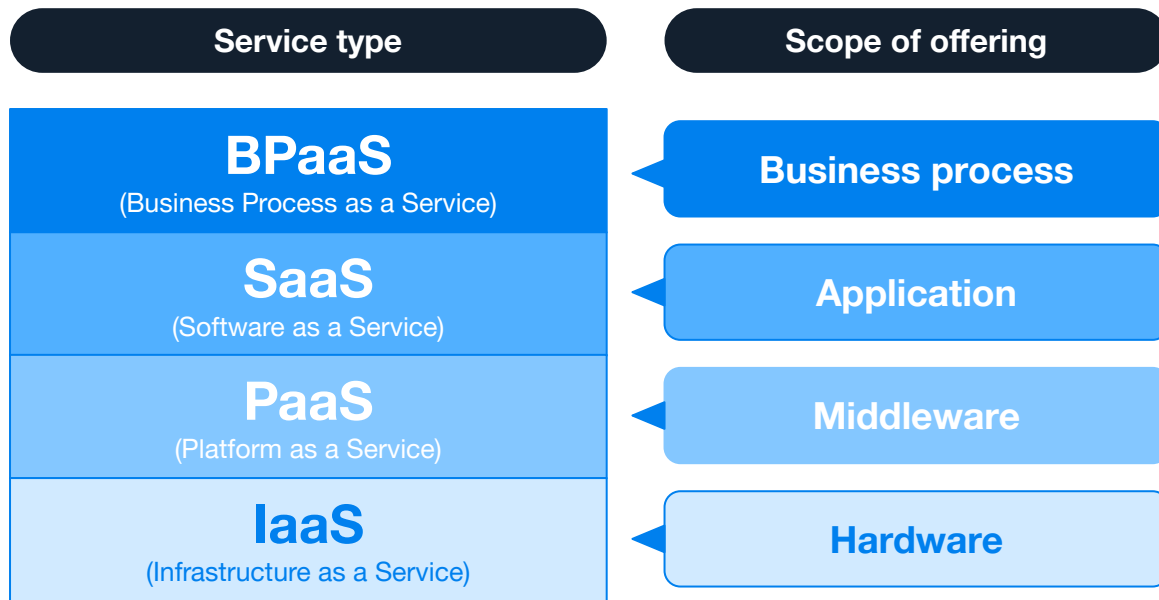 Service type
Scope of offering
BPaaS
(Business Process as a Service)
Business process
SaaS
(Software as a Service)
Application
PaaS
(Platform as a Service)
Middleware
IaaS
(Infrastructure as a Service)
Hardware